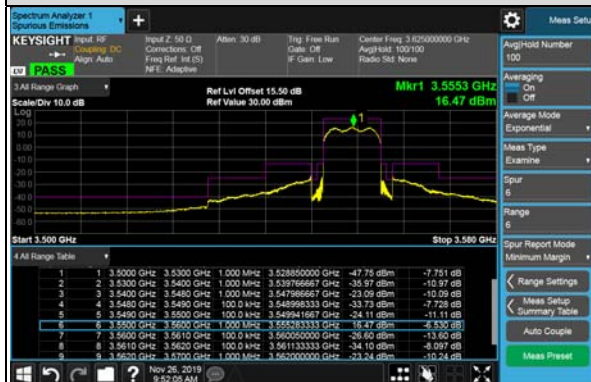 Spectrum Analyzer 1
Spurious Emissions
Meas Setu
KEYSIGHT Input: RF
Coupling: DC
Align: Auto
Input Z: 50 Ω
Corrections: Off
Freq Ref: Int (S)
NFE: Adaptive
Atten: 30 dB
Trig: Free Run
Gate: Off
IF Gain: Low
Center Freq: 3.625000000 GHz
Avg|Hold: 100/100
Radio Std: None
LXI PASS
3 All Range Graph
Scale/Div 10.0 dB
Ref Lvl Offset 15.50 dB
Ref Value 30.00 dBm
Mkr1 3.5553 GHz
16.47 dBm
Log
20.0
10.0
0.00
-10.0
-20.0
-30.0
-40.0
-50.0
-60.0
1
Start 3.500 GHz
Stop 3.580 GHz
4 All Range Table
1 1 3.5000 GHz 3.5300 GHz 1.000 MHz 3.528850000 GHz -47.75 dBm -7.751 dB
2 2 3.5300 GHz 3.5400 GHz 1.000 MHz 3.539766667 GHz -35.97 dBm -10.97 dB
3 3 3.5400 GHz 3.5480 GHz 1.000 MHz 3.547986667 GHz -23.09 dBm -10.09 dB
4 4 3.5480 GHz 3.5490 GHz 100.0 kHz 3.548998333 GHz -33.73 dBm -7.728 dB
5 5 3.5490 GHz 3.5500 GHz 100.0 kHz 3.549941667 GHz -24.11 dBm -11.11 dB
6 6 3.5500 GHz 3.5600 GHz 1.000 MHz 3.555283333 GHz 16.47 dBm -6.530 dB
7 7 3.5600 GHz 3.5610 GHz 100.0 kHz 3.560050000 GHz -26.60 dBm -13.60 dB
8 8 3.5610 GHz 3.5620 GHz 100.0 kHz 3.561133333 GHz -34.10 dBm -8.097 dB
9 9 3.5620 GHz 3.5700 GHz 1.000 MHz 3.562000000 GHz -23.24 dBm -10.24 dB
Avg|Hold Number
100
Averaging
On
Off
Average Mode
Exponential
Meas Type
Examine
Spur
6
Range
6
Spur Report Mode
Minimum Margin
Range Settings
Meas Setup
Summary Table
Auto Couple
Meas Preset
Nov 26, 2019
9:52:05 AM